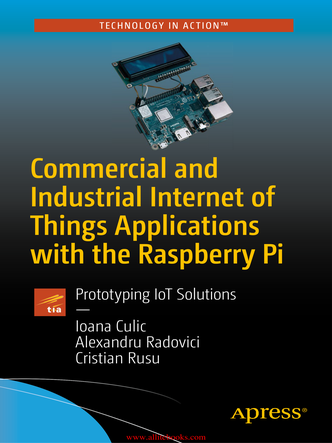 TECHNOLOGY IN ACTION™
Commercial and
Industrial Internet of
Things Applications
with the Raspberry Pi
Prototyping IoT Solutions
tia
Ioana Culic
Alexandru Radovici
Cristian Rusu
Apress®
www.allitebooks.com